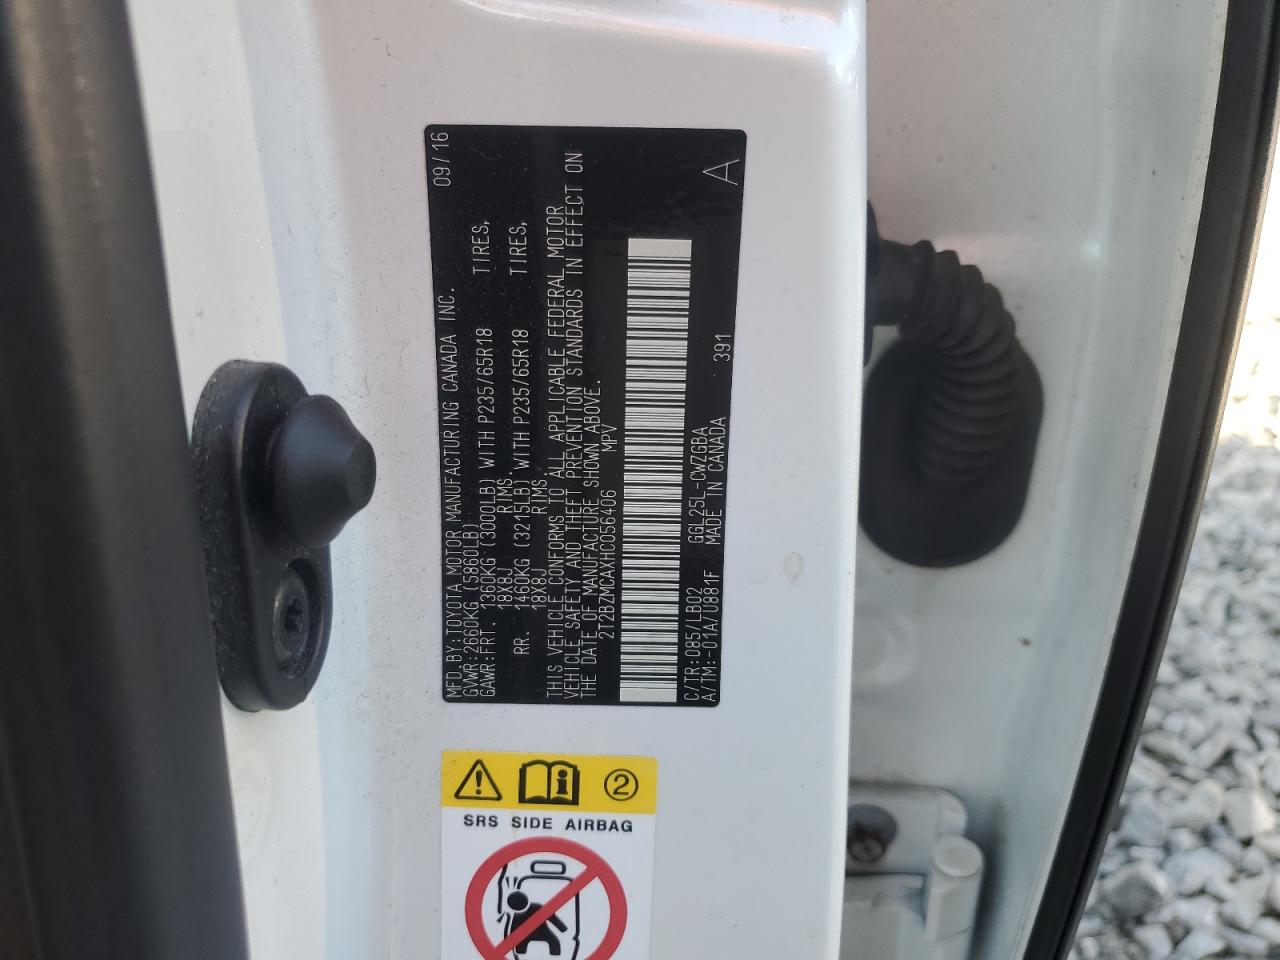 MFD.BY:TOYOTA MOTOR MANUFACTURING CANADA INC. 09/16
GVWR:2660KG (5860LB)
GAWR:FRT. 1360KG (3000LB) WITH P235/65R18 TIRES,
18X8J RIMS
RR. 1460KG (3215LB) WITH P235/65R18 TIRES,
18X8J RIMS
THIS VEHICLE CONFORMS TO ALL APPLICABLE FEDERAL MOTOR
VEHICLE SAFETY AND THEFT PREVENTION STANDARDS IN EFFECT ON
THE DATE OF MANUFACTURE SHOWN ABOVE.
2T2BZMCAXHC056406 MPV
C/TR:085/LB02 GGL25L-CWZGBA
A/TM:-01A/U881F MADE IN CANADA 391 A
2
SRS SIDE AIRBAG